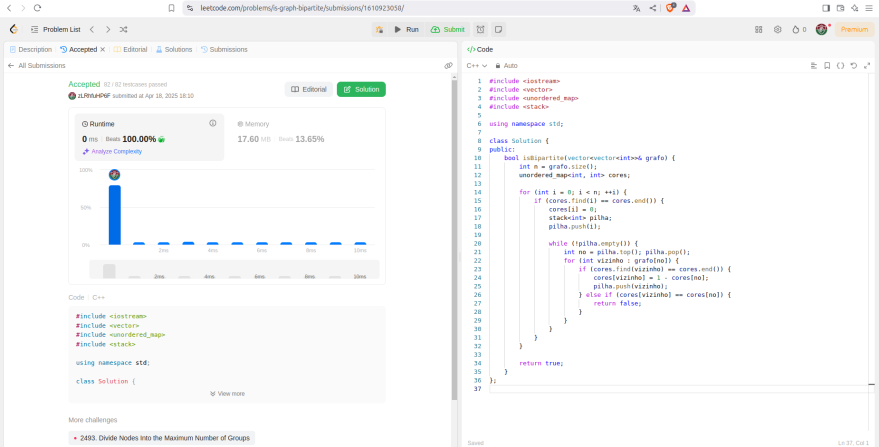 leetcode.com/problems/is-graph-bipartite/submissions/1610923050/
Problem List
Run
Submit
0
Premium
Description
Accepted
Editorial
Solutions
Submissions
All Submissions
Accepted 82 / 82 testcases passed
submitted at Apr 16, 2025 18:10
Editorial
Solution
Runtime
0 ms Beats 100.00%
Analyze Complexity
Memory
17.60 MB Beats 13.65%
100%
50%
0%
2ms
4ms
6ms
8ms
10ms
2ms
4ms
6ms
8ms
10ms
Code C++
#include <iostream>
#include <vector>
#include <unordered_map>
#include <stack>
using namespace std;
class Solution {
View more
More challenges
2493. Divide Nodes Into the Maximum Number of Groups
</> Code
C++
Auto
1 #include <iostream>
2 #include <vector>
3 #include <unordered_map>
4 #include <stack>
5
6 using namespace std;
7
8 class Solution {
9 public:
10 bool isBipartite(vector<vector<int>>& grafo) {
11 int n = grafo.size();
12 unordered_map<int, int> cores;
13
14 for (int i = 0; i < n; ++i) {
15 if (cores.find(i) == cores.end()) {
16 cores[i] = 0;
17 stack<int> pilha;
18 pilha.push(i);
19
20 while (!pilha.empty()) {
21 int no = pilha.top(); pilha.pop();
22 for (int vizinho : grafo[no]) {
23 if (cores.find(vizinho) == cores.end()) {
24 cores[vizinho] = 1 - cores[no];
25 pilha.push(vizinho);
26 } else if (cores[vizinho] == cores[no]) {
27 return false;
28 }
29 }
30 }
31 }
32 }
33
34 return true;
35 }
36 };
37
Saved
Ln 37, Col 1